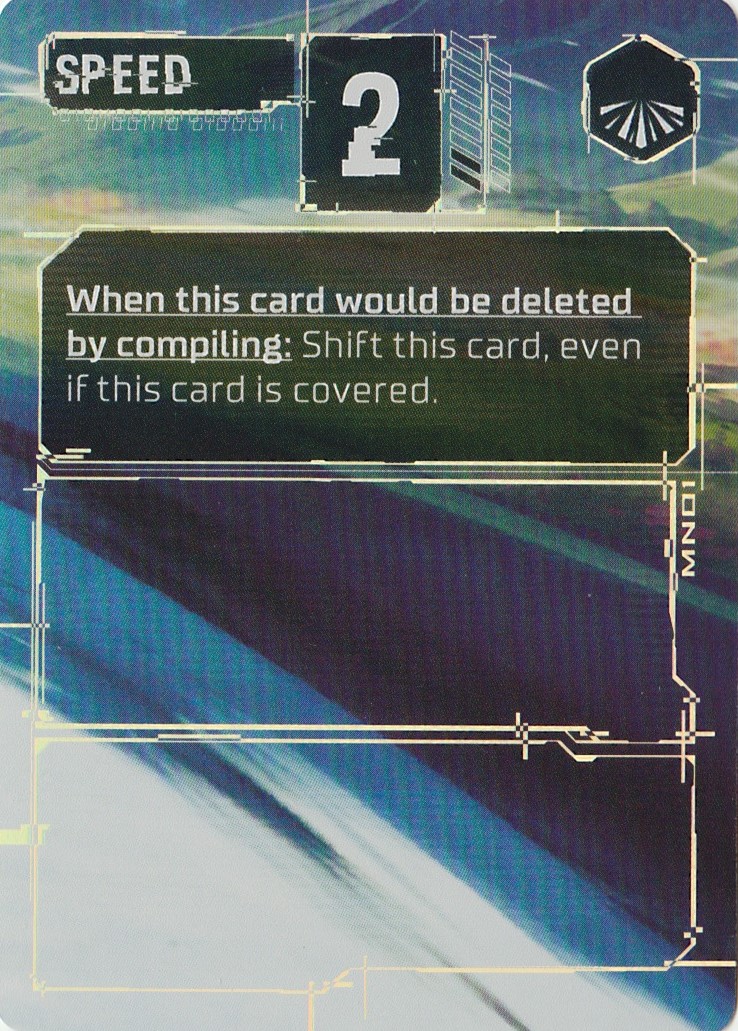 SPEED
2
When this card would be deleted
by compiling: Shift this card, even
if this card is covered.
MN01